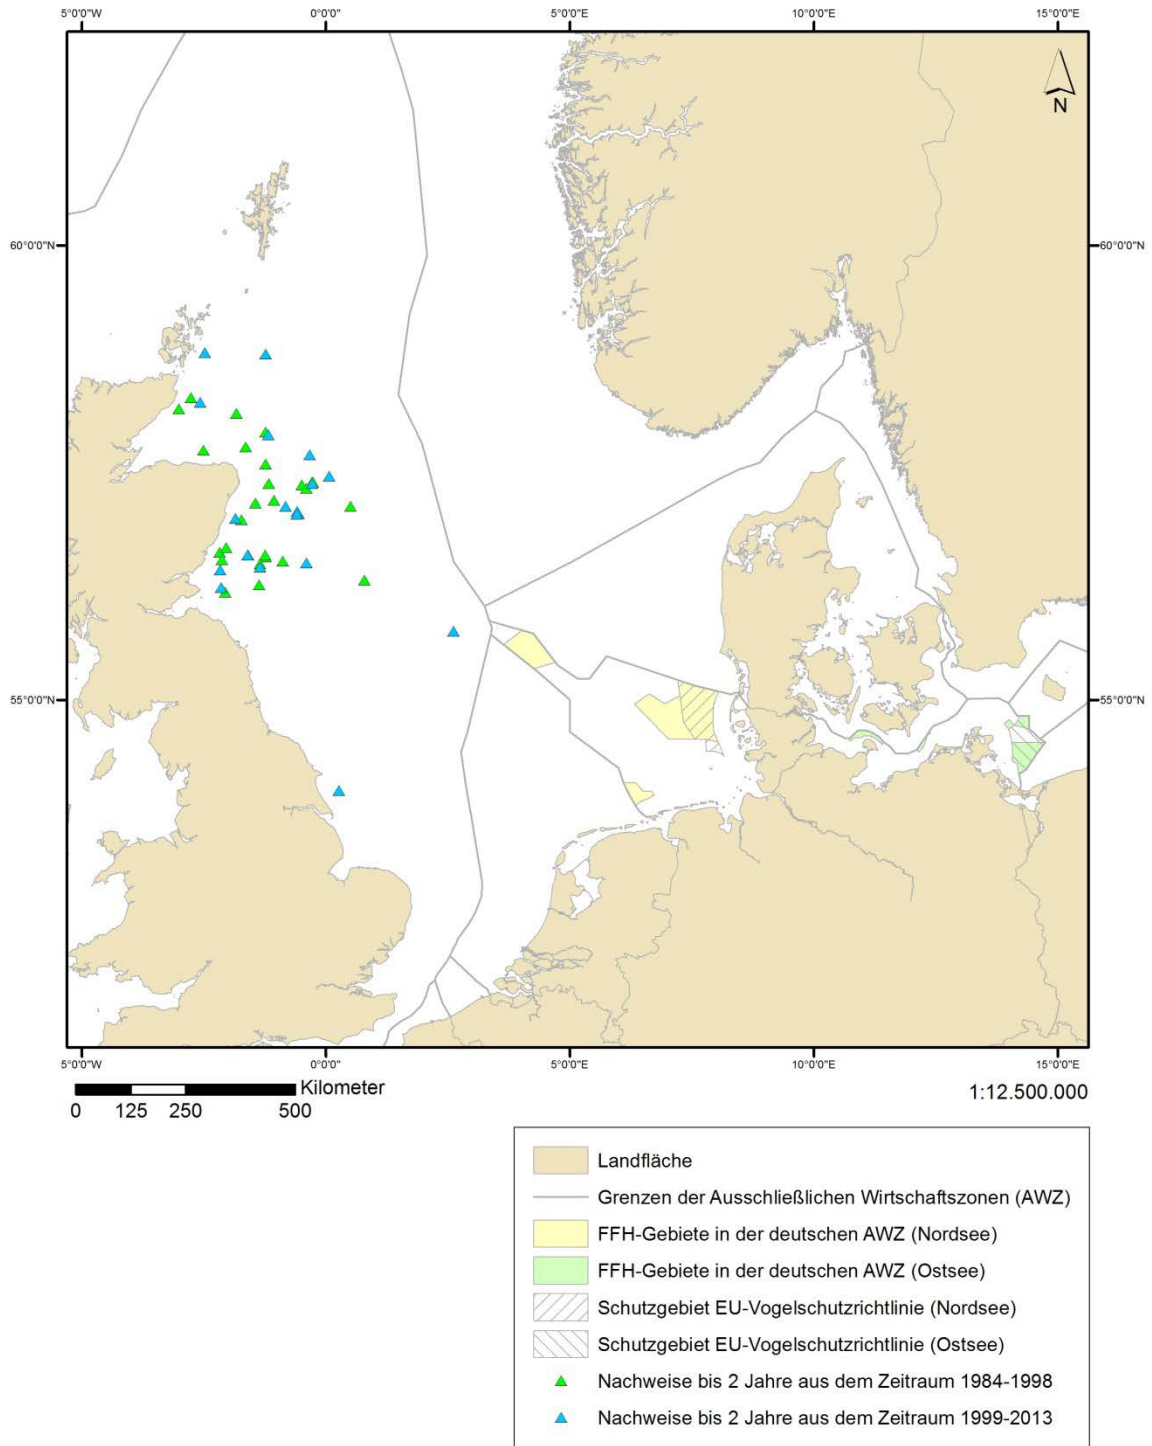 5°0'0"W 0°0'0" 5°0'0"E 10°0'0"E 15°0'0"E
N
60°0'0"N 60°0'0"N
55°0'0"N 55°0'0"N
5°0'0"W 0°0'0" 5°0'0"E 10°0'0"E 15°0'0"E
Kilometer
0 125 250 500
1:12.500.000
Landfläche
Grenzen der Ausschließlichen Wirtschaftszonen (AWZ)
FFH-Gebiete in der deutschen AWZ (Nordsee)
FFH-Gebiete in der deutschen AWZ (Ostsee)
Schutzgebiet EU-Vogelschutzrichtlinie (Nordsee)
Schutzgebiet EU-Vogelschutzrichtlinie (Ostsee)
Nachweise bis 2 Jahre aus dem Zeitraum 1984-1998
Nachweise bis 2 Jahre aus dem Zeitraum 1999-2013